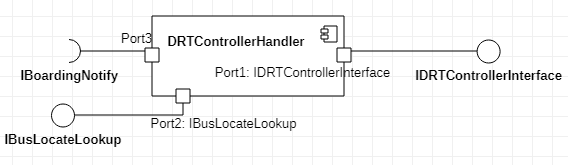 Port3
DRTControllerHandler
IBoardingNotify
Port1: IDRTControllerInterface
IDRTControllerInterface
Port2: IBusLocateLookup
IBusLocateLookup